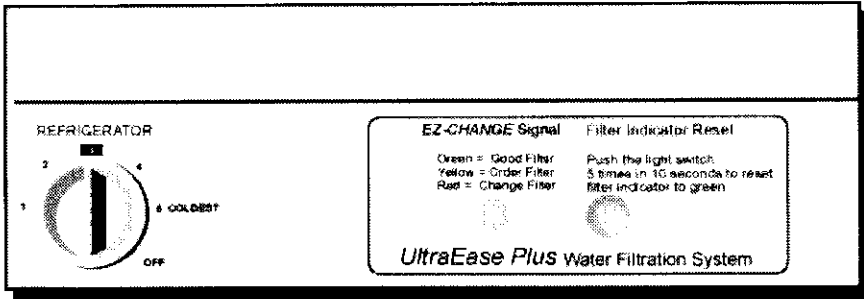 REFRIGERATOR
3
2
4
1
5 COLDEST
OFF
EZ-CHANGE Signal
Green = Good Filter
Yellow = Order Filter
Red = Change Filter
Filter Indicator Reset
Push the light switch
5 times in 10 seconds to reset
filter indicator to green
UltraEase Plus Water Filtration System